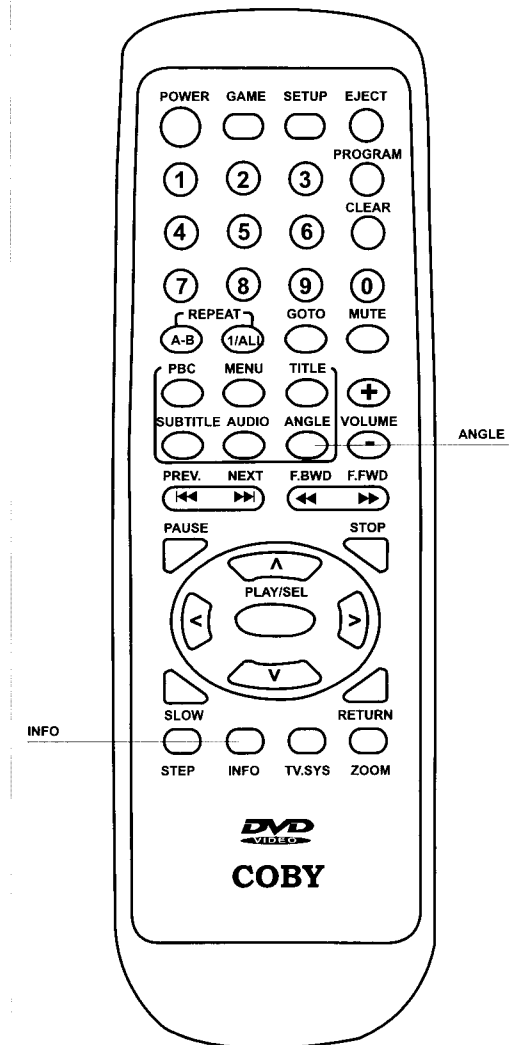 POWER GAME SETUP EJECT
PROGRAM
1 2 3
CLEAR
4 5 6
7 8 9 0
REPEAT GOTO MUTE
A-B 1/ALL
PBC MENU TITLE
+
SUBTITLE AUDIO ANGLE VOLUME
-
ANGLE
PREV. NEXT F.BWD F.FWD
PAUSE STOP
PLAY/SEL
SLOW RETURN
INFO
STEP INFO TV.SYS ZOOM
DVD
VIDEO
COBY